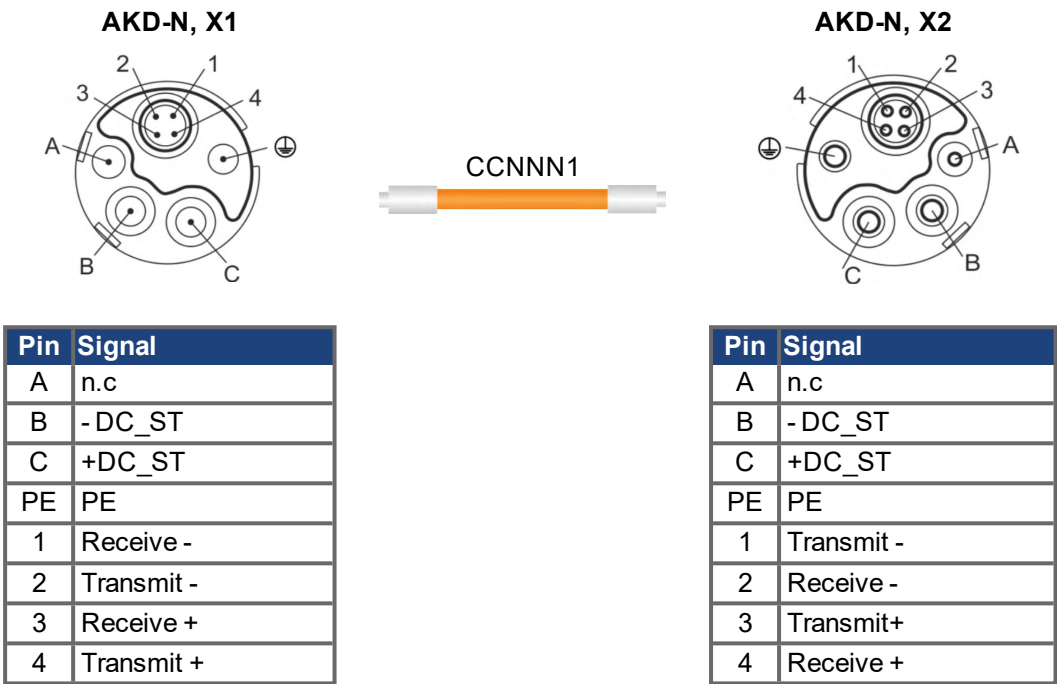 AKD-N, X1
AKD-N, X2
2
1
3
4
A
B
C
CCNNN1
1
2
4
3
A
C
B
Pin Signal
A n.c
B - DC_ST
C +DC_ST
PE PE
1 Receive -
2 Transmit -
3 Receive +
4 Transmit +
Pin Signal
A n.c
B - DC_ST
C +DC_ST
PE PE
1 Transmit -
2 Receive -
3 Transmit+
4 Receive +